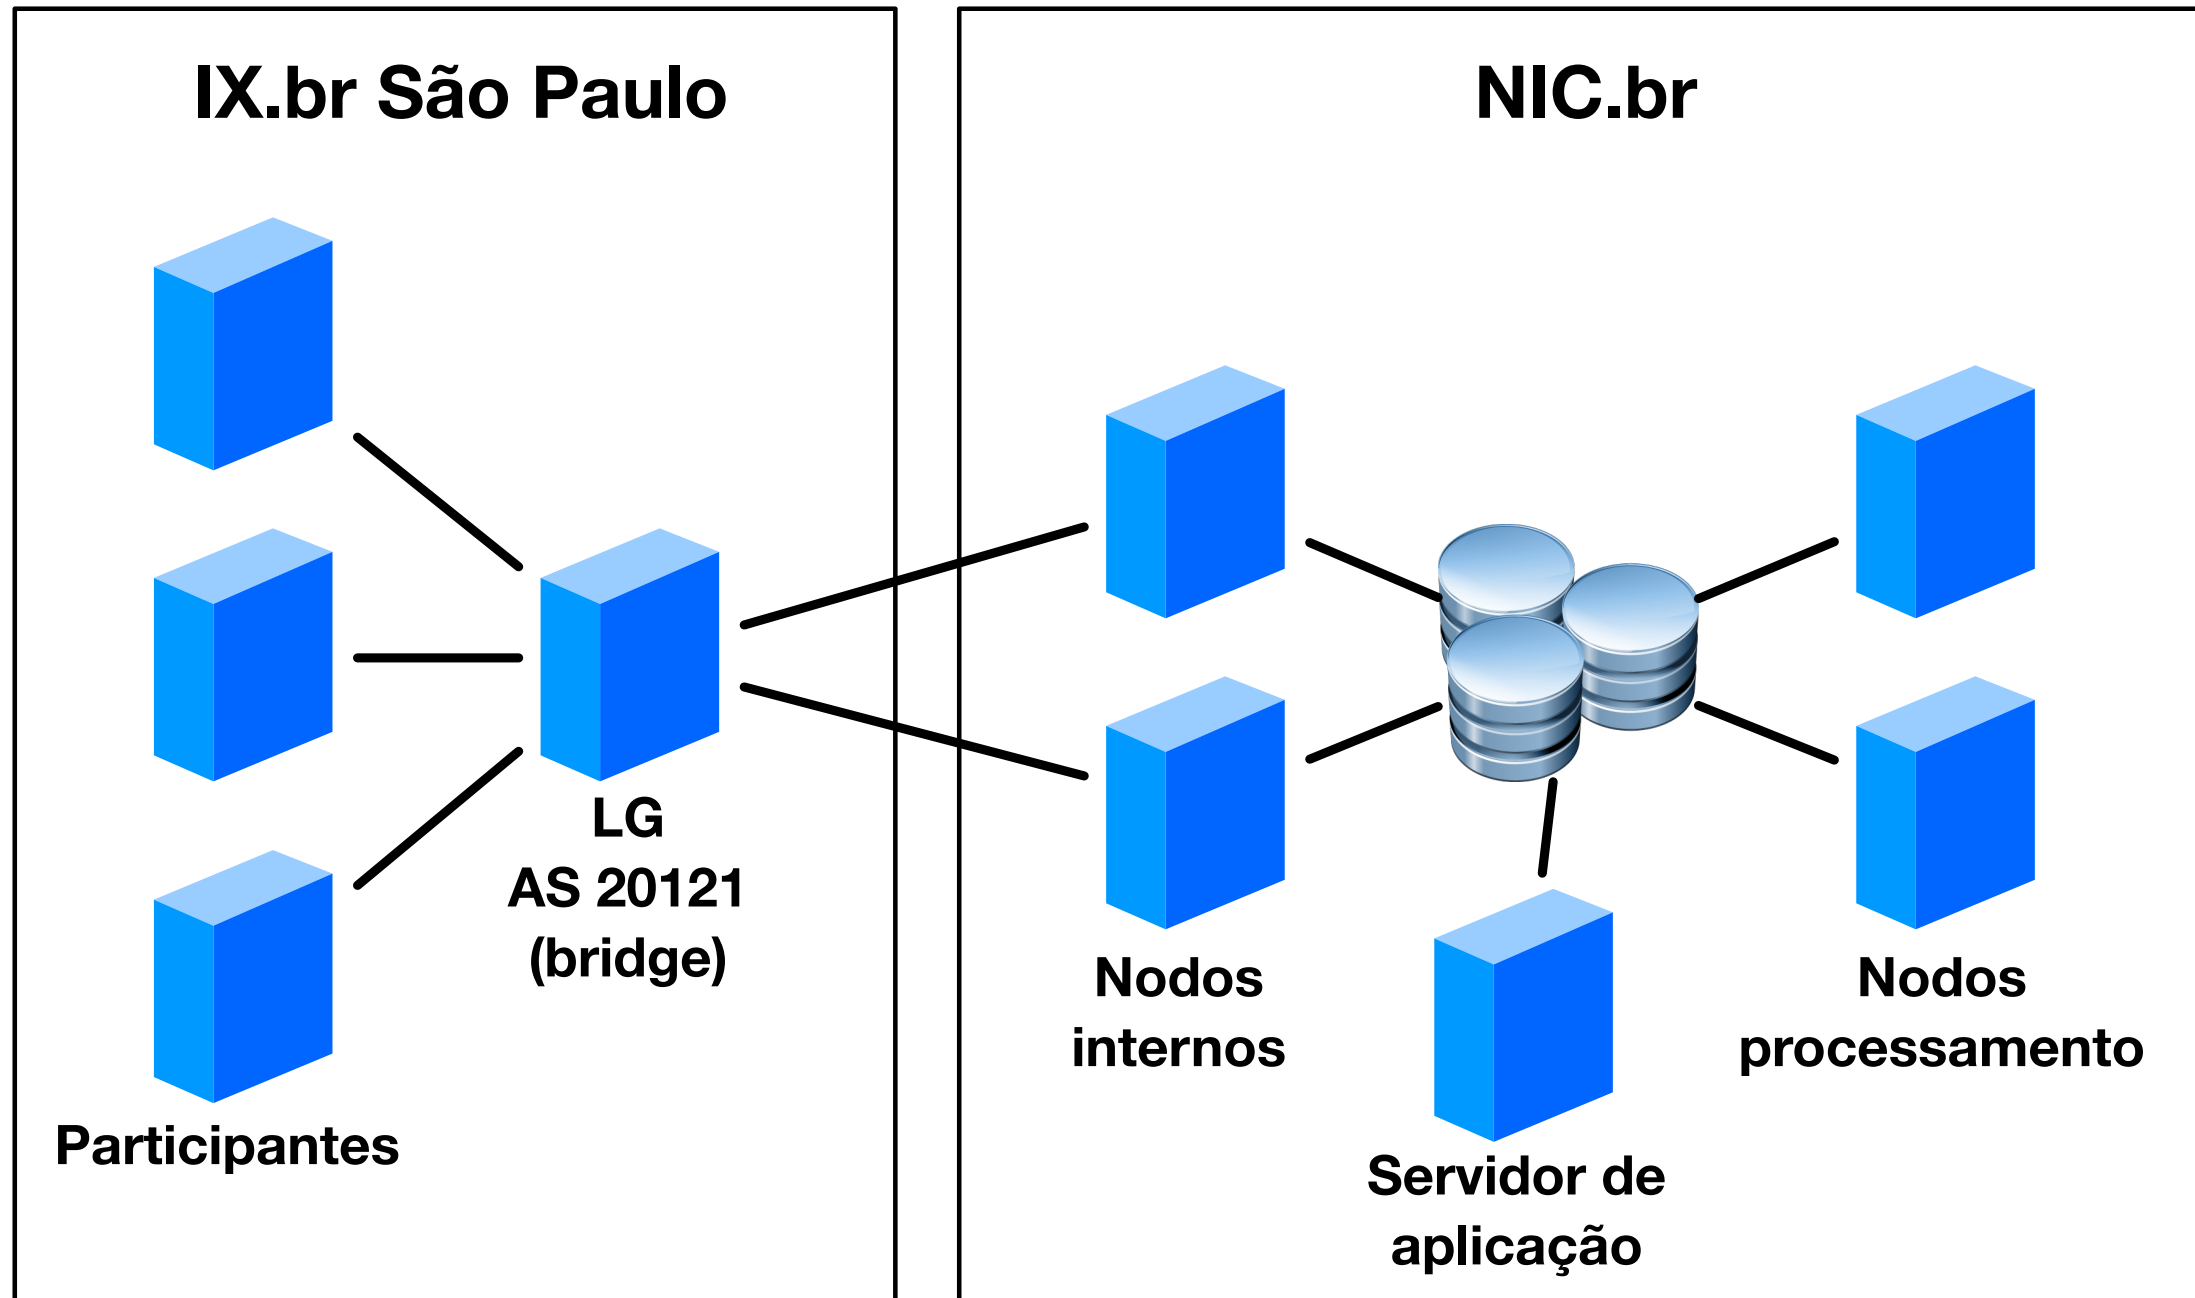 IX.br São Paulo
NIC.br
LG
AS 20121
(bridge)
Participantes
Nodos
internos
Servidor de
aplicação
Nodos
processamento